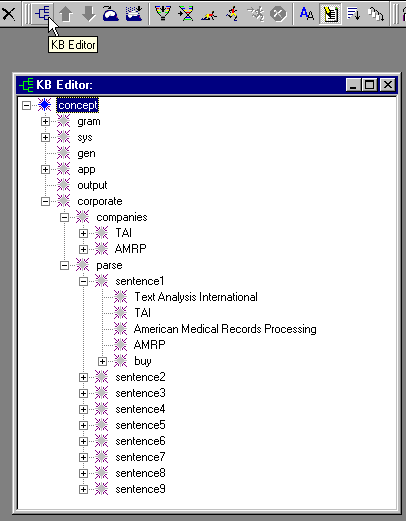 KB Editor
KB Editor:
concept
gram
sys
gen
app
output
corporate
companies
TAI
AMRP
parse
sentence1
Text Analysis International
TAI
American Medical Records Processing
AMRP
buy
sentence2
sentence3
sentence4
sentence5
sentence6
sentence7
sentence8
sentence9